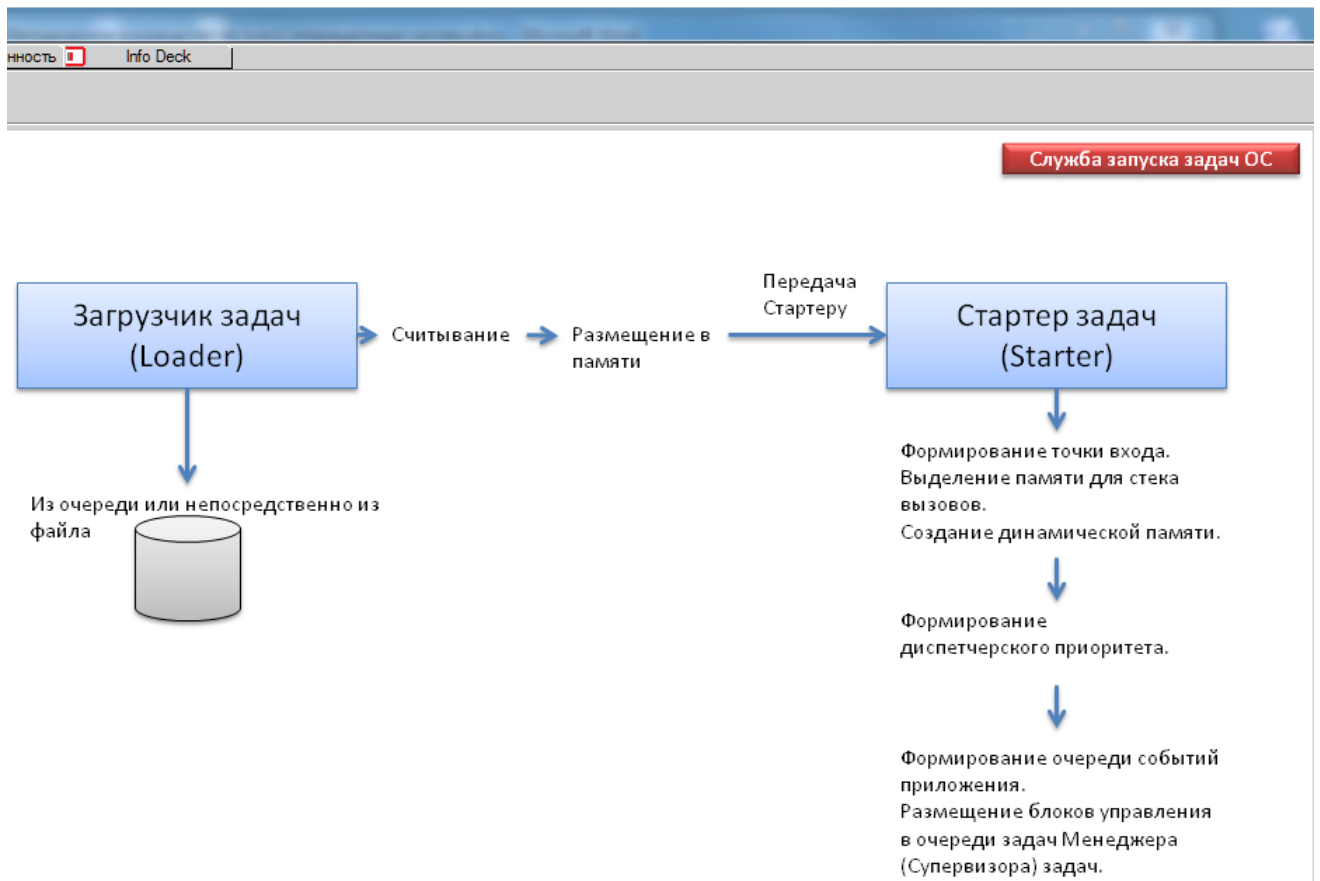 нность
Info Deck
Служба запуска задач ОС
Загрузчик задач
(Loader)
Считывание
Размещение в
памяти
Передача
Стартеру
Стартер задач
(Starter)
Из очереди или непосредственно из
файла
Формирование точки входа.
Выделение памяти для стека
вызовов.
Создание динамической памяти.
Формирование
диспетчерского приоритета.
Формирование очереди событий
приложения.
Размещение блоков управления
в очереди задач Менеджера
(Супервизора) задач.